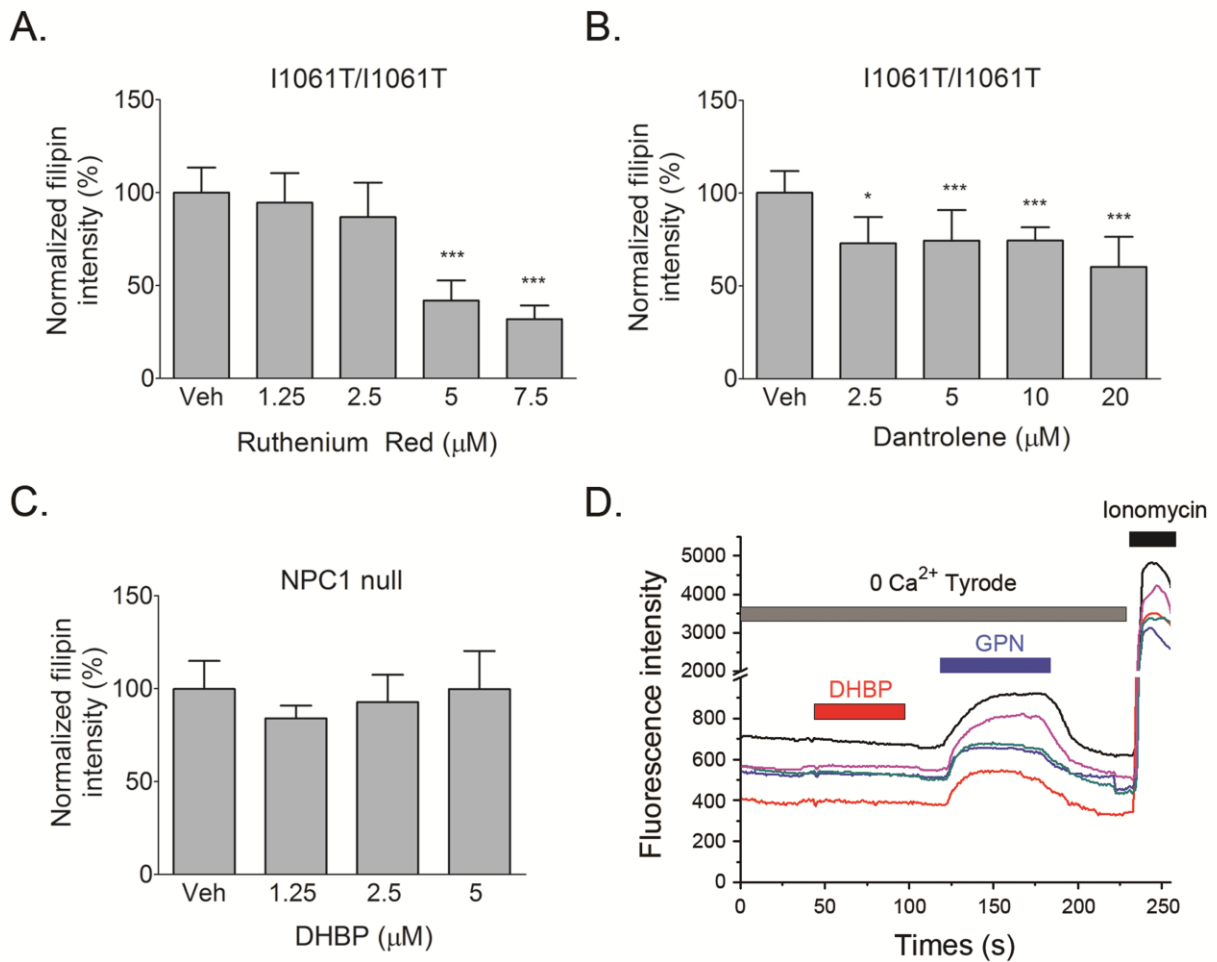 A.
I1061T/I1061T
Normalized filipin
intensity (%)
150
100
50
0
***
***
Veh
1.25
2.5
5
7.5
Ruthenium Red (μM)
B.
I1061T/I1061T
Normalized filipin
intensity (%)
150
100
50
0
*
***
***
***
Veh
2.5
5
10
20
Dantrolene (μM)
C.
NPC1 null
Normalized filipin
intensity (%)
150
100
50
0
Veh
1.25
2.5
5
DHBP (μM)
D.
Ionomycin
0 Ca²⁺ Tyrode
GPN
DHBP
Fluorescence intensity
5000
4000
3000
2000
800
600
400
200
0
0
50
100
150
200
250
Times (s)